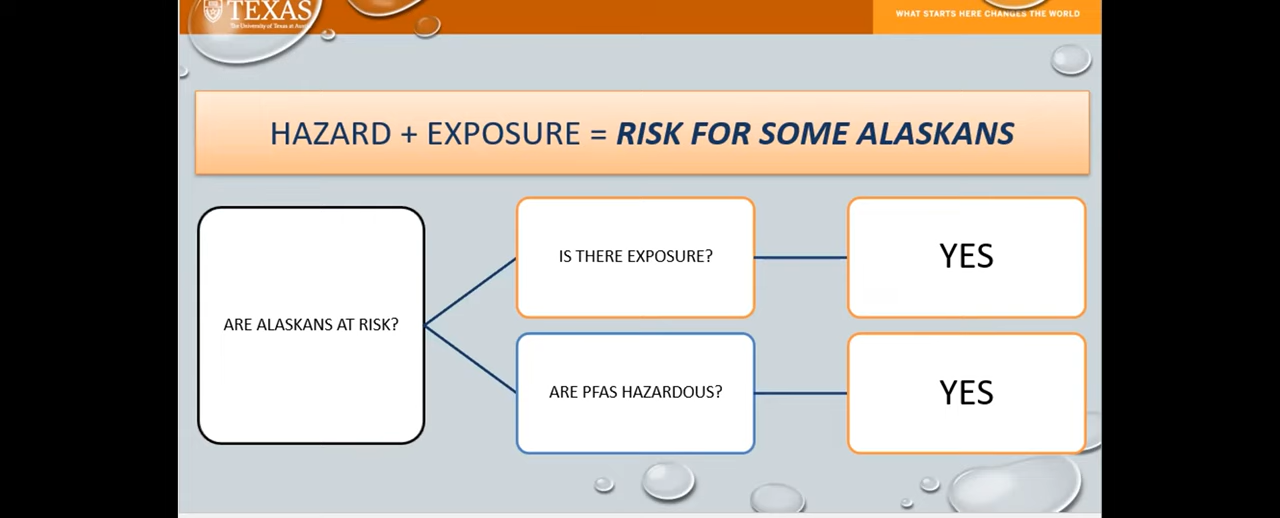 TEXAS
The University of Texas at Austin
WHAT STARTS HERE CHANGES THE WORLD
HAZARD + EXPOSURE = RISK FOR SOME ALASKANS
ARE ALASKANS AT RISK?
IS THERE EXPOSURE?
YES
ARE PFAS HAZARDOUS?
YES